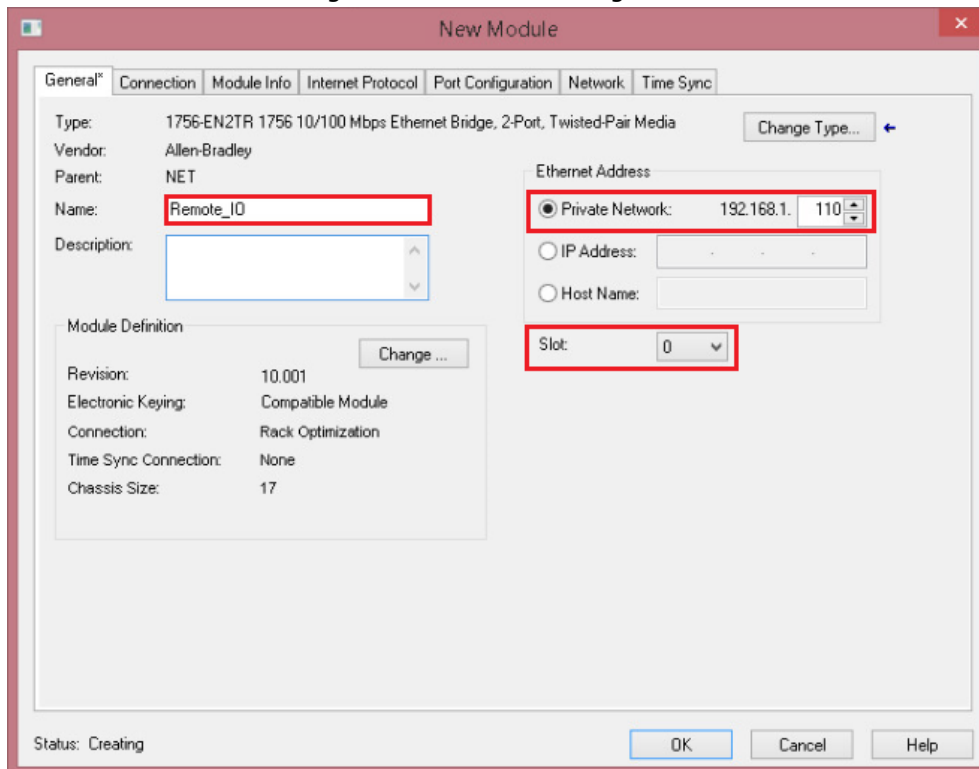 New Module
General* Connection Module Info Internet Protocol Port Configuration Network Time Sync
Type: 1756-EN2TR 1756 10/100 Mbps Ethernet Bridge, 2-Port, Twisted-Pair Media Change Type...
Vendor: Allen-Bradley
Parent: NET
Name: Remote_IO
Description:
Ethernet Address
Private Network: 192.168.1. 110
IP Address: . . .
Host Name:
Slot: 0
Module Definition
Change ...
Revision: 10.001
Electronic Keying: Compatible Module
Connection: Rack Optimization
Time Sync Connection: None
Chassis Size: 17
Status: Creating OK Cancel Help